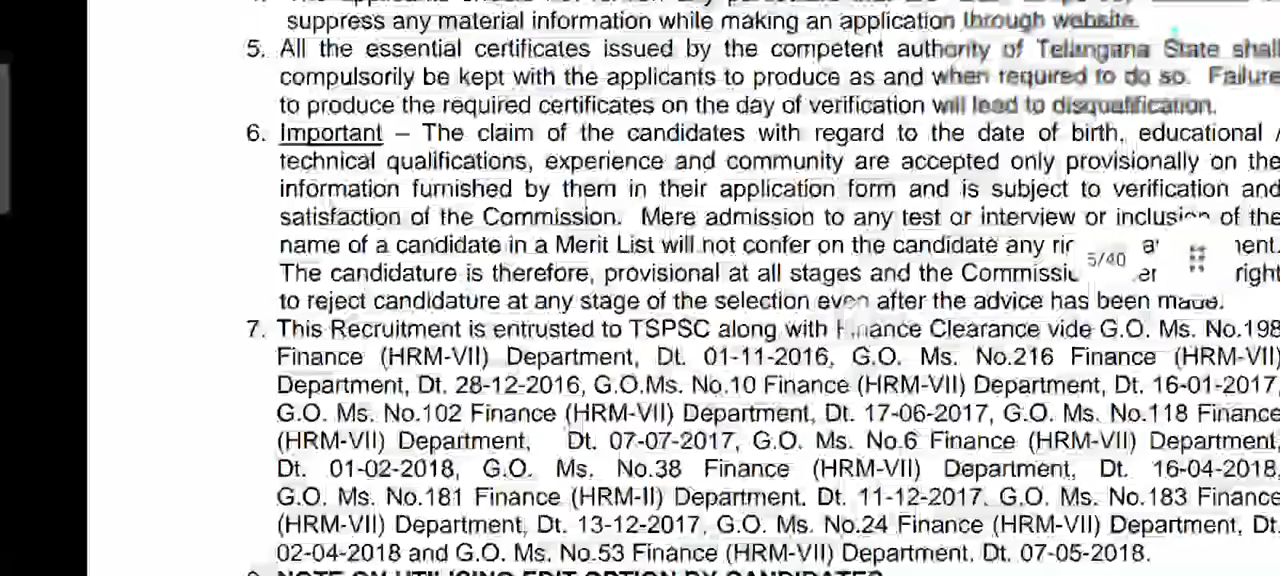 suppress any material information while making an application through website.
5. All the essential certificates issued by the competent authority of Telangana State shall
compulsorily be kept with the applicants to produce as and when required to do so. Failure
to produce the required certificates on the day of verification will lead to disqualification.
6. Important – The claim of the candidates with regard to the date of birth, educational /
technical qualifications, experience and community are accepted only provisionally on the
information furnished by them in their application form and is subject to verification and
satisfaction of the Commission. Mere admission to any test or interview or inclusion of the
name of a candidate in a Merit List will not confer on the candidate any
5/40
The candidature is therefore, provisional at all stages and the right
to reject candidature at any stage of the selection even after the advice has been made.
7. This Recruitment is entrusted to TSPSC along with Finance Clearance vide G.O. Ms. No.198
Finance (HRM-VII) Department, Dt. 01-11-2016, G.O. Ms. No.216 Finance (HRM-VII)
Department, Dt. 28-12-2016, G.O.Ms. No.10 Finance (HRM-VII) Department, Dt. 16-01-2017,
G.O. Ms. No.102 Finance (HRM-VII) Department, Dt. 17-06-2017, G.O. Ms. No.118 Finance
(HRM-VII) Department, Dt. 07-07-2017, G.O. Ms. No.6 Finance (HRM-VII) Department,
Dt. 01-02-2018, G.O. Ms. No.38 Finance (HRM-VII) Department, Dt. 16-04-2018,
G.O. Ms. No.181 Finance (HRM-II) Department, Dt. 11-12-2017, G.O. Ms. No.183 Finance
(HRM-VII) Department, Dt. 13-12-2017, G.O. Ms. No.24 Finance (HRM-VII) Department, Dt.
02-04-2018 and G.O. Ms. No.53 Finance (HRM-VII) Department, Dt. 07-05-2018.
NOTE ON UTILISING EDIT OPTION BY CANDIDATES